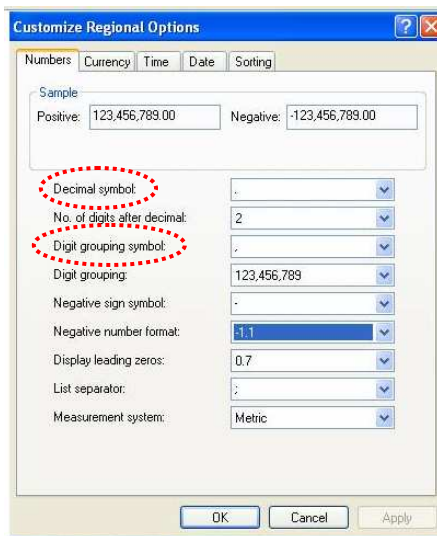 Customize Regional Options
Numbers Currency Time Date Sorting
Sample
Positive: 123,456,789.00 Negative: -123,456,789.00
Decimal symbol: .
No. of digits after decimal: 2
Digit grouping symbol: ,
Digit grouping: 123,456,789
Negative sign symbol: -
Negative number format: -1.1
Display leading zeros: 0.7
List separator: ;
Measurement system: Metric
OK Cancel Apply